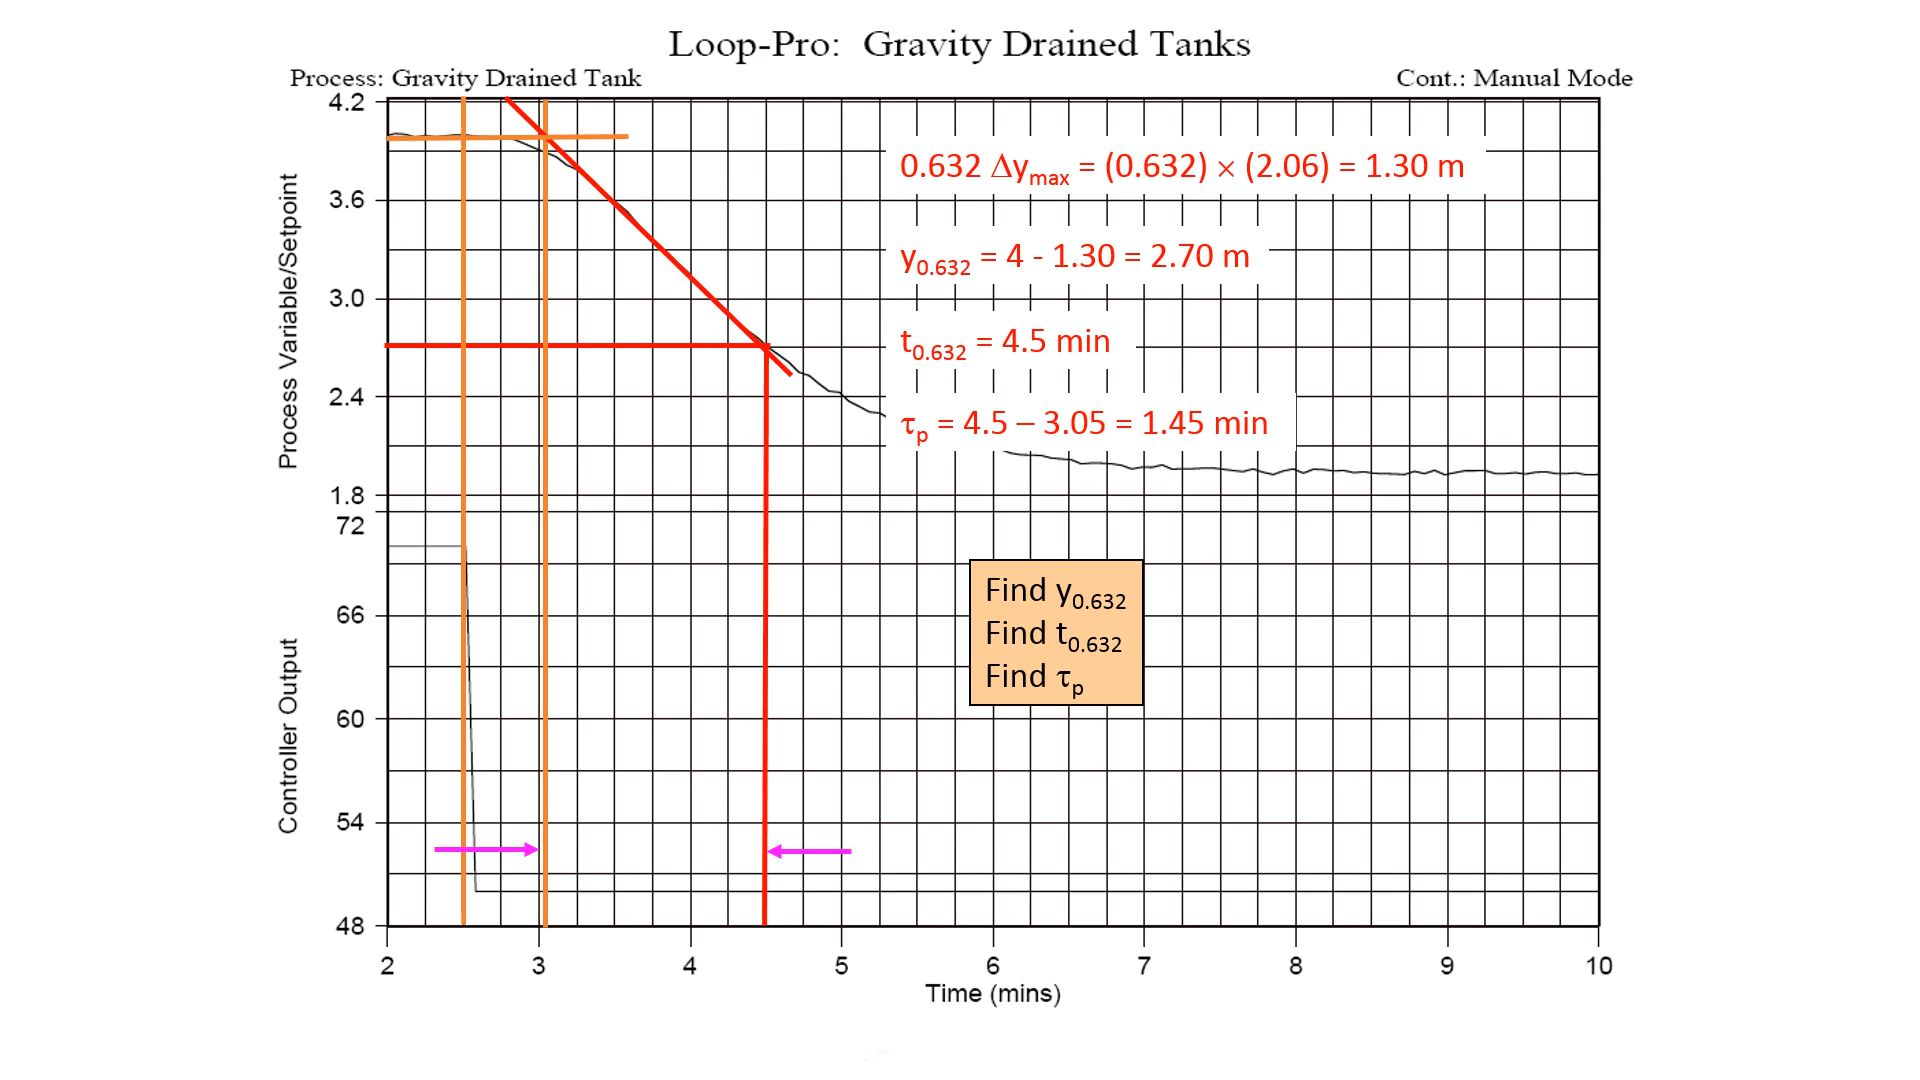 Loop-Pro: Gravity Drained Tanks
Process: Gravity Drained Tank
Cont.: Manual Mode
4.2
3.6
3.0
2.4
1.8
Process Variable/Setpoint
0.632 Δymax = (0.632) × (2.06) = 1.30 m
y0.632 = 4 - 1.30 = 2.70 m
t0.632 = 4.5 min
τp = 4.5 – 3.05 = 1.45 min
72
66
60
54
48
Controller Output
Find y0.632
Find t0.632
Find τp
2 3 4 5 6 7 8 9 10
Time (mins)